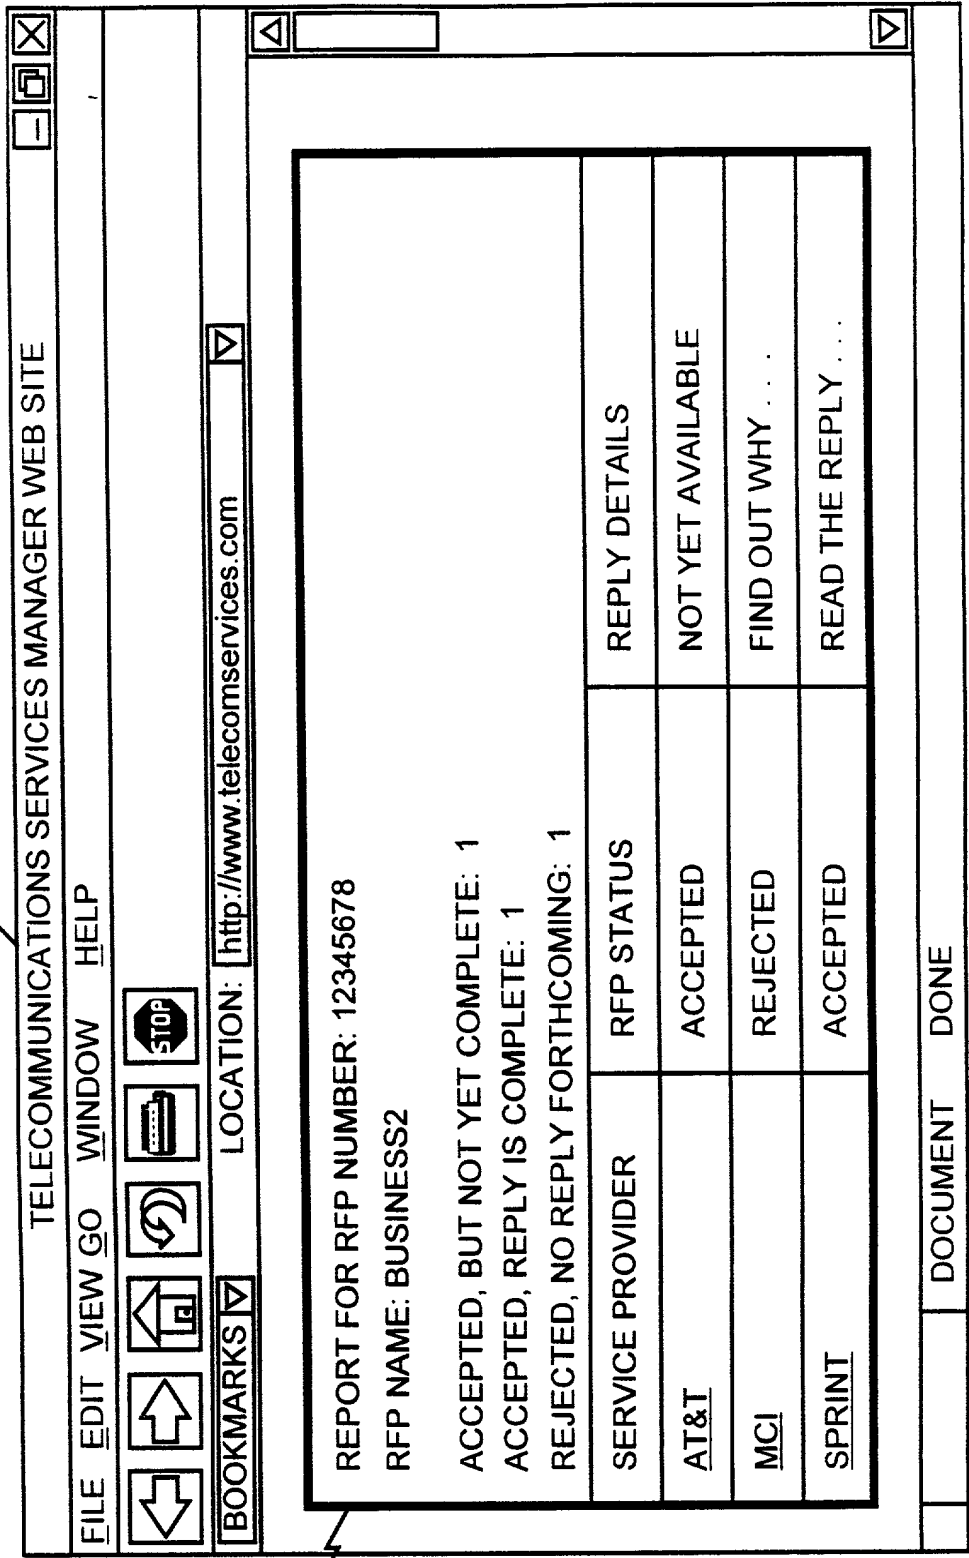 TELECOMMUNICATIONS SERVICES MANAGER WEB SITE
FILE EDIT VIEW GO WINDOW HELP
STOP
BOOKMARKS LOCATION: http://www.telecomservices.com
REPORT FOR RFP NUMBER: 12345678
RFP NAME: BUSINESS2
ACCEPTED, BUT NOT YET COMPLETE: 1
ACCEPTED, REPLY IS COMPLETE: 1
REJECTED, NO REPLY FORTHCOMING: 1
SERVICE PROVIDER RFP STATUS REPLY DETAILS
AT&T ACCEPTED NOT YET AVAILABLE
MCI REJECTED FIND OUT WHY . . . .
SPRINT ACCEPTED READ THE REPLY . . .
DOCUMENT DONE